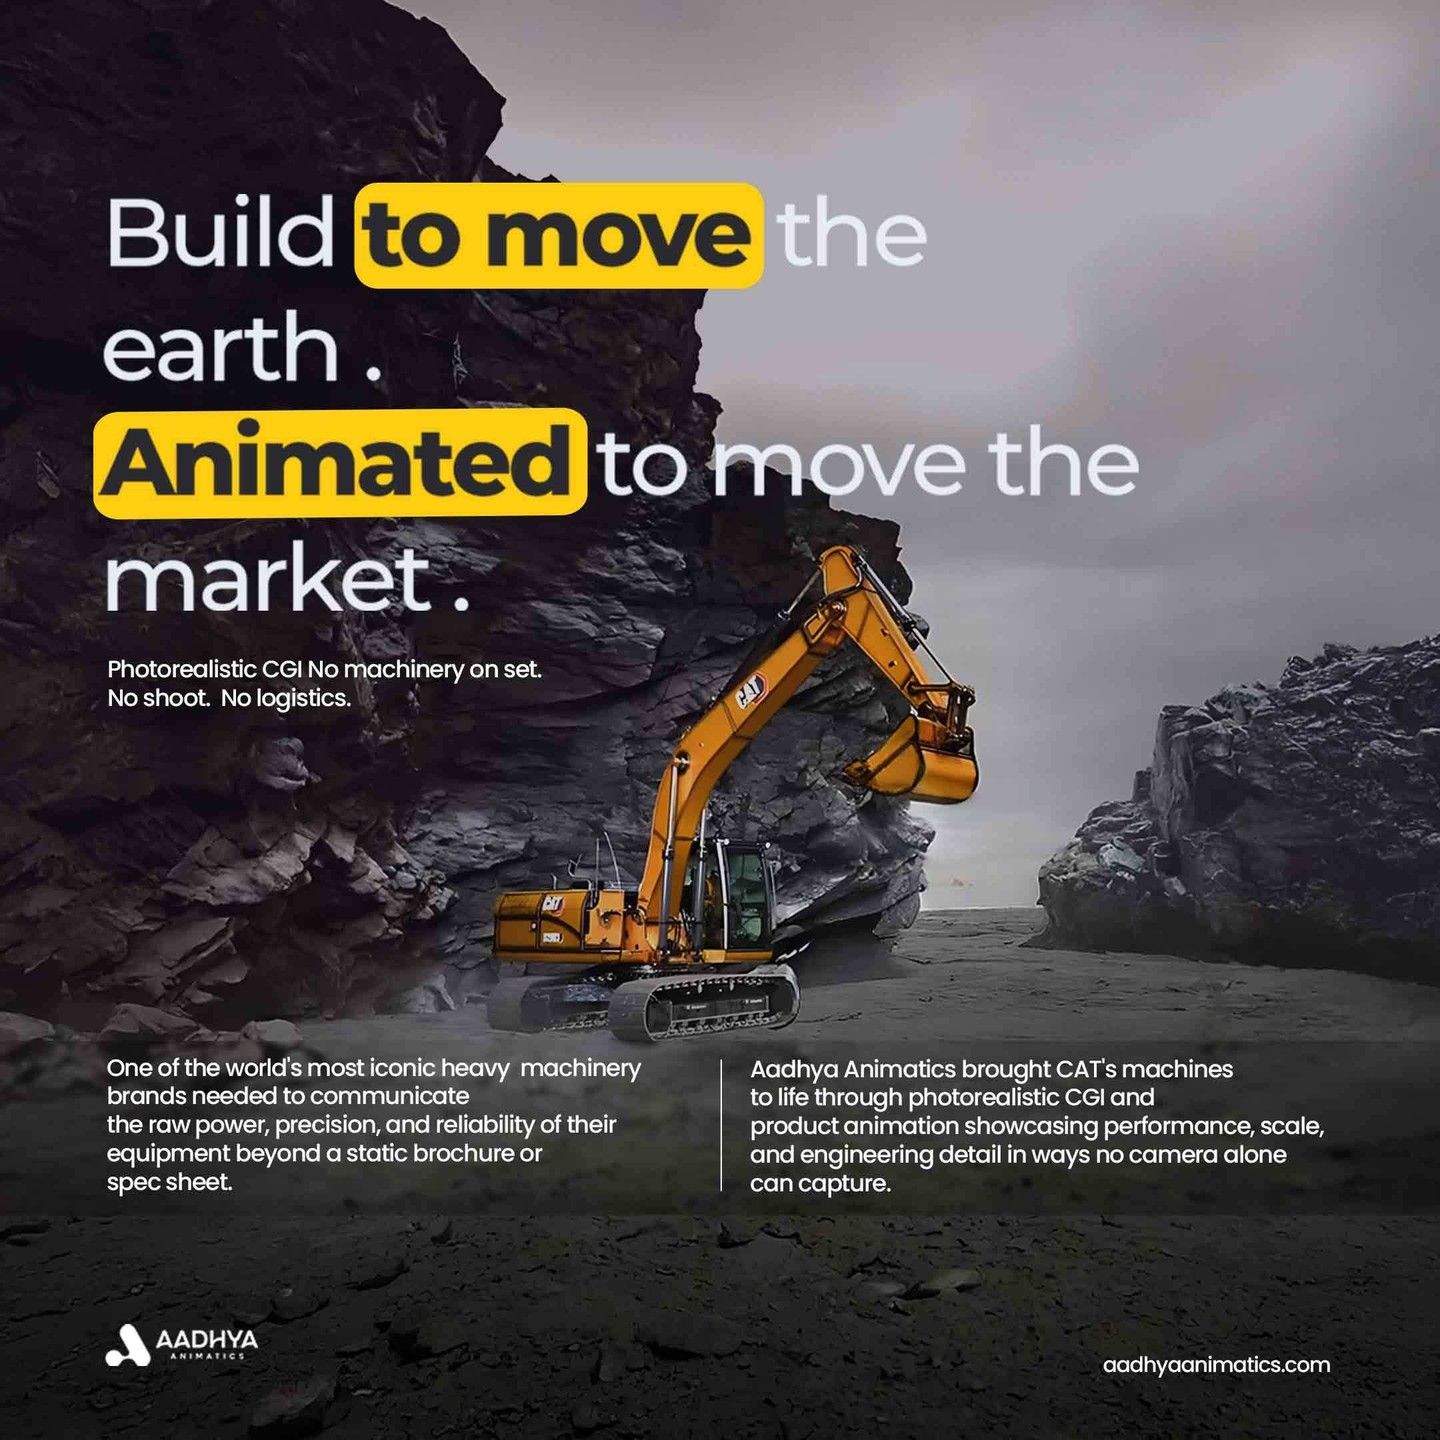 Build to move the
earth .
Animated to move the
market .
Photorealistic CGI No machinery on set.
No shoot.  No logistics.
CAT
CAT
One of the world's most iconic heavy  machinery
brands needed to communicate
the raw power, precision, and reliability of their
equipment beyond a static brochure or
spec sheet.
Aadhya Animatics brought CAT's machines
to life through photorealistic CGI and
product animation showcasing performance, scale,
and engineering detail in ways no camera alone
can capture.
AADHYA
ANIMATICS
aadhyaanimatics.com